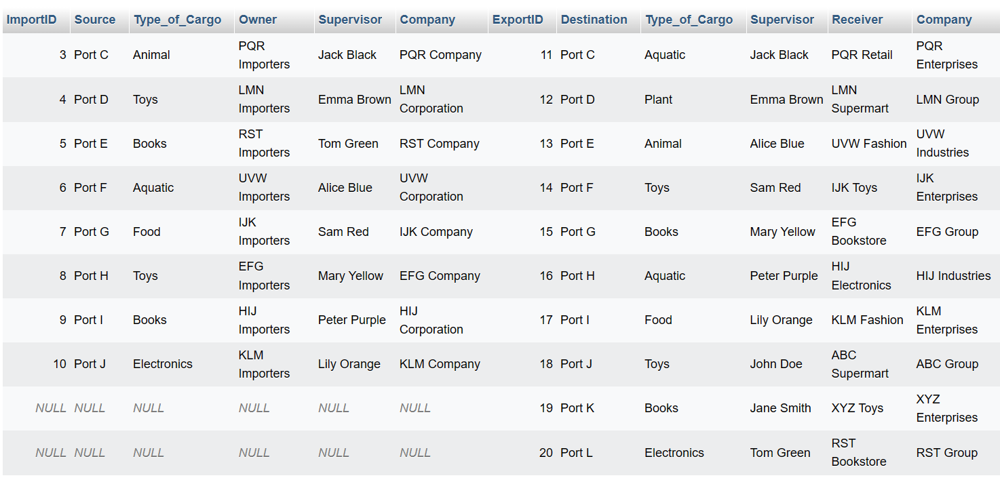 ImportID Source Type_of_Cargo Owner Supervisor Company ExportID Destination Type_of_Cargo Supervisor Receiver Company
3 Port C Animal PQR Importers Jack Black PQR Company 11 Port C Aquatic Jack Black PQR Retail PQR Enterprises
4 Port D Toys LMN Importers Emma Brown LMN Corporation 12 Port D Plant Emma Brown LMN Supermart LMN Group
5 Port E Books RST Importers Tom Green RST Company 13 Port E Animal Alice Blue UVW Fashion UVW Industries
6 Port F Aquatic UVW Importers Alice Blue UVW Corporation 14 Port F Toys Sam Red IJK Toys IJK Enterprises
7 Port G Food IJK Importers Sam Red IJK Company 15 Port G Books Mary Yellow EFG Bookstore EFG Group
8 Port H Toys EFG Importers Mary Yellow EFG Company 16 Port H Aquatic Peter Purple HIJ Electronics HIJ Industries
9 Port I Books HIJ Importers Peter Purple HIJ Corporation 17 Port I Food Lily Orange KLM Fashion KLM Enterprises
10 Port J Electronics KLM Importers Lily Orange KLM Company 18 Port J Toys John Doe ABC Supermart ABC Group
NULL NULL NULL NULL NULL NULL 19 Port K Books Jane Smith XYZ Toys XYZ Enterprises
NULL NULL NULL NULL NULL NULL 20 Port L Electronics Tom Green RST Bookstore RST Group